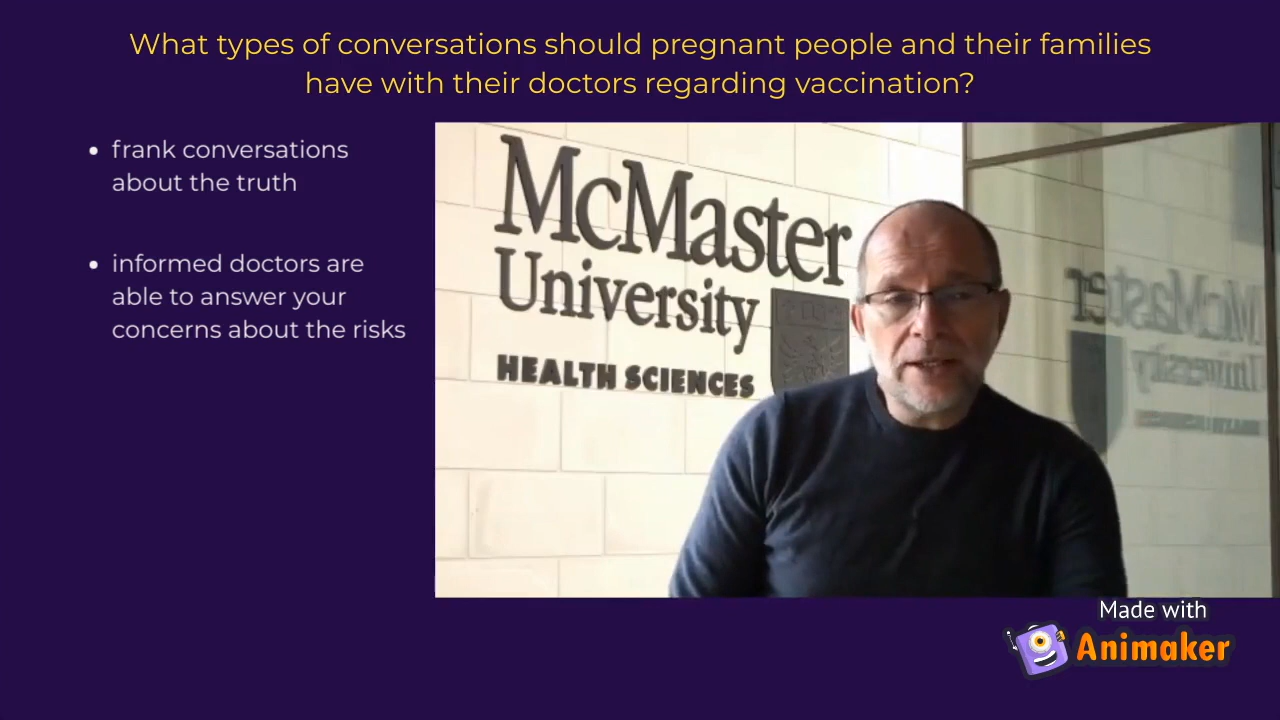 What types of conversations should pregnant people and their families
have with their doctors regarding vaccination?
• frank conversations
about the truth
• informed doctors are
able to answer your
concerns about the risks
McMaster
University
HEALTH SCIENCES
McMaster
University
Made with
Animaker